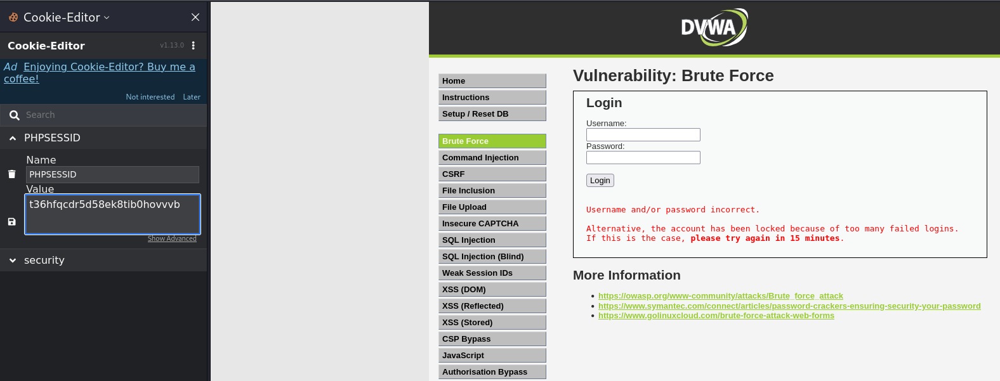 Cookie-Editor
Cookie-Editor v1.13.0
Ad Enjoying Cookie-Editor? Buy me a
coffee!
Not interested Later
Search
PHPSESSID
Name
PHPSESSID
Value
t36hfqcdr5d58ek8tib0hovvvb
Show Advanced
security
DVWA
Home
Instructions
Setup / Reset DB
Brute Force
Command Injection
CSRF
File Inclusion
File Upload
Insecure CAPTCHA
SQL Injection
SQL Injection (Blind)
Weak Session IDs
XSS (DOM)
XSS (Reflected)
XSS (Stored)
CSP Bypass
JavaScript
Authorisation Bypass
Vulnerability: Brute Force
Login
Username:
Password:
Login
Username and/or password incorrect.
Alternative, the account has been locked because of too many failed logins.
If this is the case, please try again in 15 minutes.
More Information
https://owasp.org/www-community/attacks/Brute_force_attack
https://www.symantec.com/connect/articles/password-crackers-ensuring-security-your-password
https://www.golinuxcloud.com/brute-force-attack-web-forms